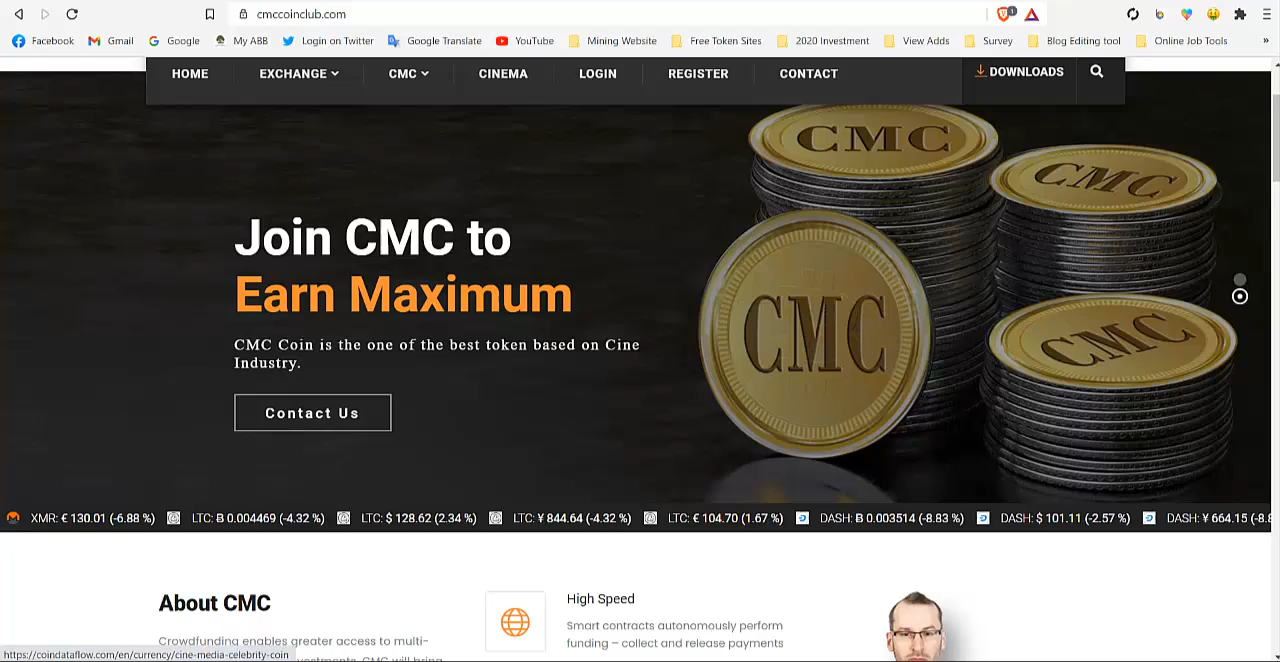 cmccoinclub.com
1
Facebook Gmail Google My ABB Login on Twitter Google Translate YouTube Mining Website Free Token Sites 2020 Investment View Adds Survey Blog Editing tool Online Job Tools »
HOME EXCHANGE CMC CINEMA LOGIN REGISTER CONTACT DOWNLOADS
CMC
CMC
CMC
CMC
Join CMC to
Earn Maximum
CMC Coin is the one of the best token based on Cine
Industry.
Contact Us
XMR: € 130.01 (-6.88 %) LTC: Ƀ 0.004469 (-4.32 %) LTC: $ 128.62 (2.34 %) LTC: ¥ 844.64 (-4.32 %) LTC: € 104.70 (1.67 %) DASH: Ƀ 0.003514 (-8.83 %) DASH: $ 101.11 (-2.57 %) DASH: ¥ 664.15 (-8.8
About CMC
Crowdfunding enables greater access to multi-
High Speed
Smart contracts autonomously perform
funding – collect and release payments
https://coindataflow.com/en/currency/cine-media-celebrity-coin